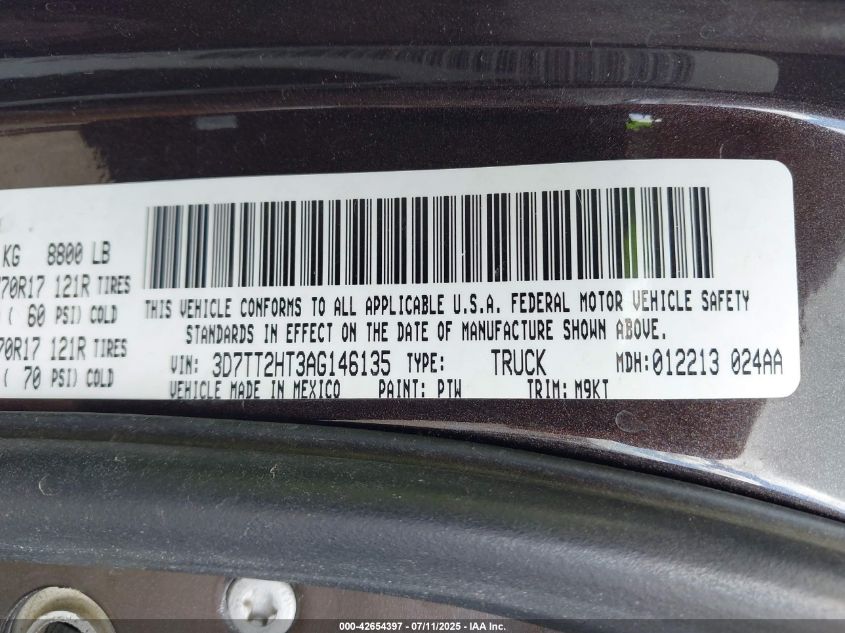 KG 8800 LB
70R17 121R TIRES
( 60 PSI) COLD
70R17 121R TIRES
( 70 PSI) COLD
THIS VEHICLE CONFORMS TO ALL APPLICABLE U.S.A. FEDERAL MOTOR VEHICLE SAFETY
STANDARDS IN EFFECT ON THE DATE OF MANUFACTURE SHOWN ABOVE.
VIN: 3D7TT2HT3AG146135 TYPE: TRUCK MDH:012213 024AA
VEHICLE MADE IN MEXICO PAINT: PTW TRIM: M9KT
000-42654397 - 07/11/2025 - IAA Inc.